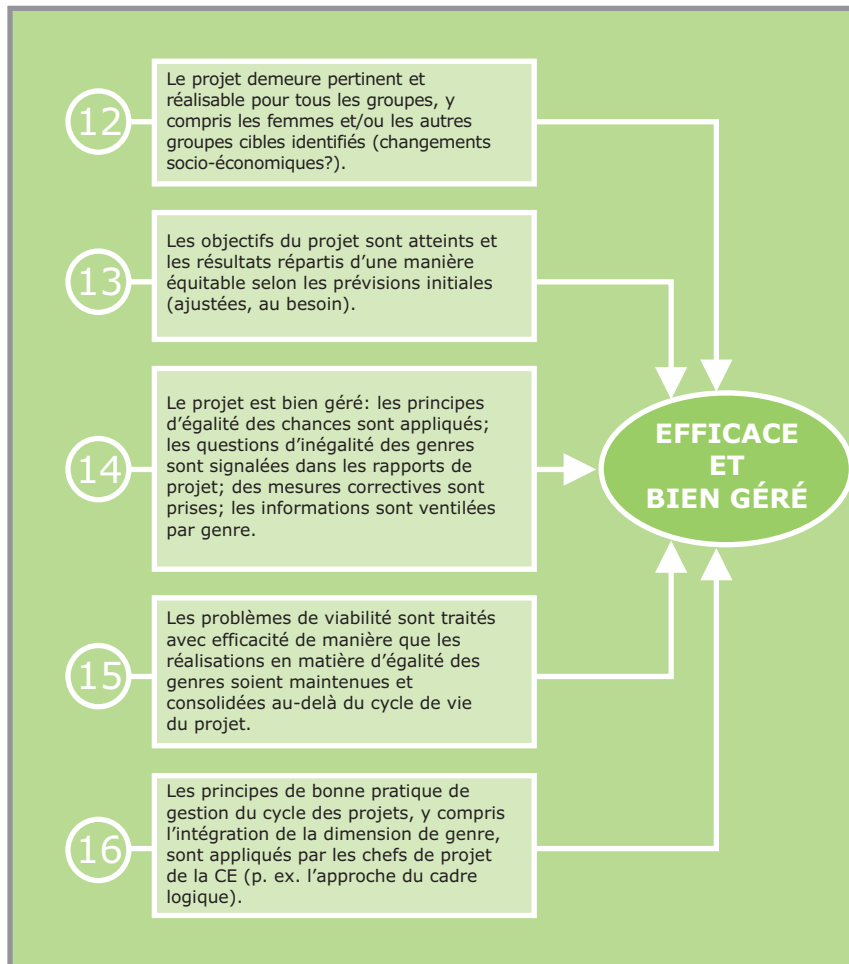 12
Le projet demeure pertinent et
réalisable pour tous les groupes, y
compris les femmes et/ou les autres
groupes cibles identifiés (changements
socio-économiques?).
13
Les objectifs du projet sont atteints et
les résultats répartis d'une manière
équitable selon les prévisions initiales
(ajustées, au besoin).
14
Le projet est bien géré: les principes
d'égalité des chances sont appliqués;
les questions d'inégalité des genres
sont signalées dans les rapports de
projet; des mesures correctives sont
prises; les informations sont ventilées
par genre.
15
Les problèmes de viabilité sont traités
avec efficacité de manière que les
réalisations en matière d'égalité des
genres soient maintenues et
consolidées au-delà du cycle de vie
du projet.
16
Les principes de bonne pratique de
gestion du cycle des projets, y compris
l'intégration de la dimension de genre,
sont appliqués par les chefs de projet
de la CE (p. ex. l'approche du cadre
logique).
EFFICACE
ET
BIEN GÉRÉ